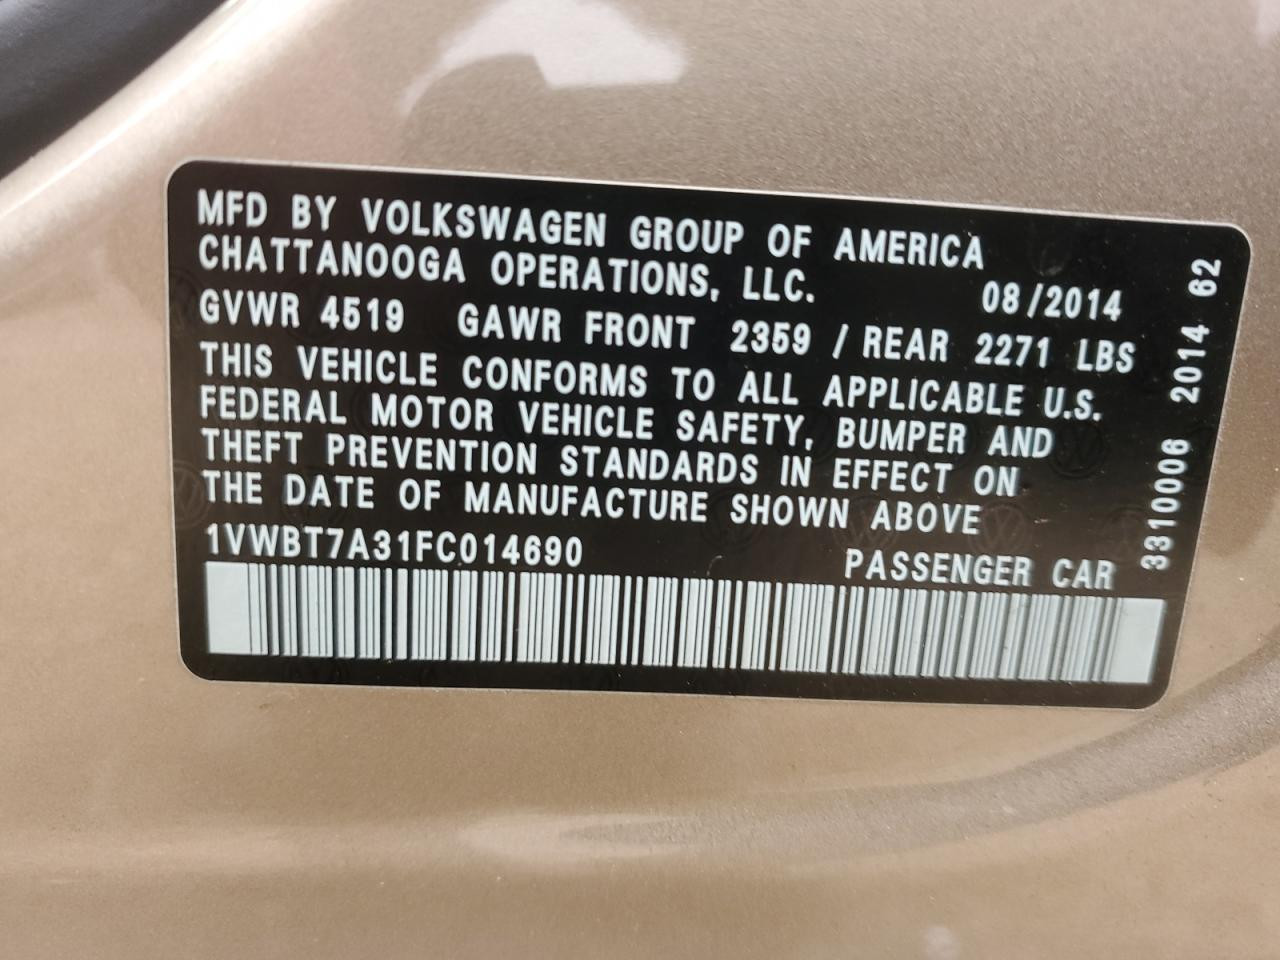 MFD BY VOLKSWAGEN GROUP OF AMERICA
CHATTANOOGA OPERATIONS, LLC.
08/2014
GVWR 4519 GAWR FRONT 2359 / REAR 2271 LBS
THIS VEHICLE CONFORMS TO ALL APPLICABLE U.S.
FEDERAL MOTOR VEHICLE SAFETY, BUMPER AND
THEFT PREVENTION STANDARDS IN EFFECT ON
THE DATE OF MANUFACTURE SHOWN ABOVE
1VWBT7A31FC014690 PASSENGER CAR
3310006 2014 62